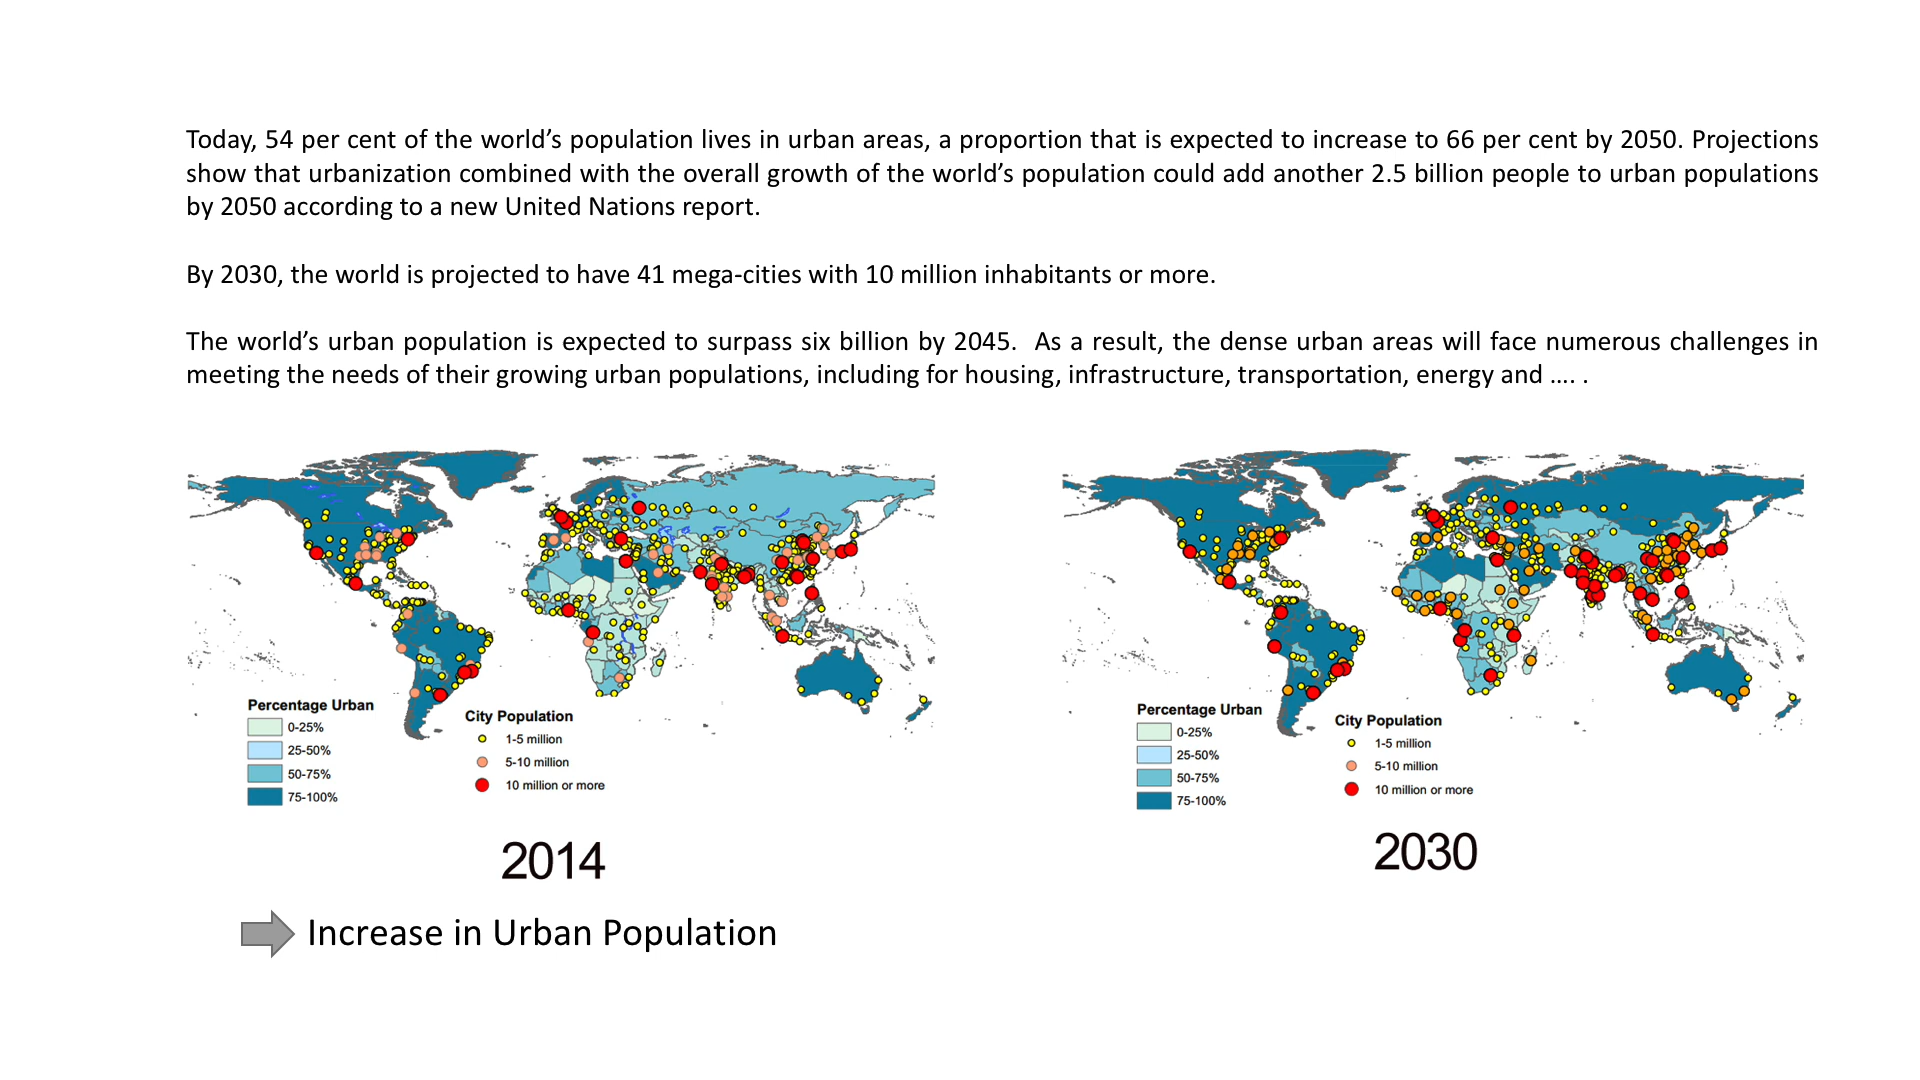 Today, 54 per cent of the world’s population lives in urban areas, a proportion that is expected to increase to 66 per cent by 2050. Projections
show that urbanization combined with the overall growth of the world’s population could add another 2.5 billion people to urban populations
by 2050 according to a new United Nations report.
By 2030, the world is projected to have 41 mega-cities with 10 million inhabitants or more.
The world’s urban population is expected to surpass six billion by 2045. As a result, the dense urban areas will face numerous challenges in
meeting the needs of their growing urban populations, including for housing, infrastructure, transportation, energy and …. .
Percentage Urban
0-25%
25-50%
50-75%
75-100%
City Population
1-5 million
5-10 million
10 million or more
2014
Percentage Urban
0-25%
25-50%
50-75%
75-100%
City Population
1-5 million
5-10 million
10 million or more
2030
Increase in Urban Population